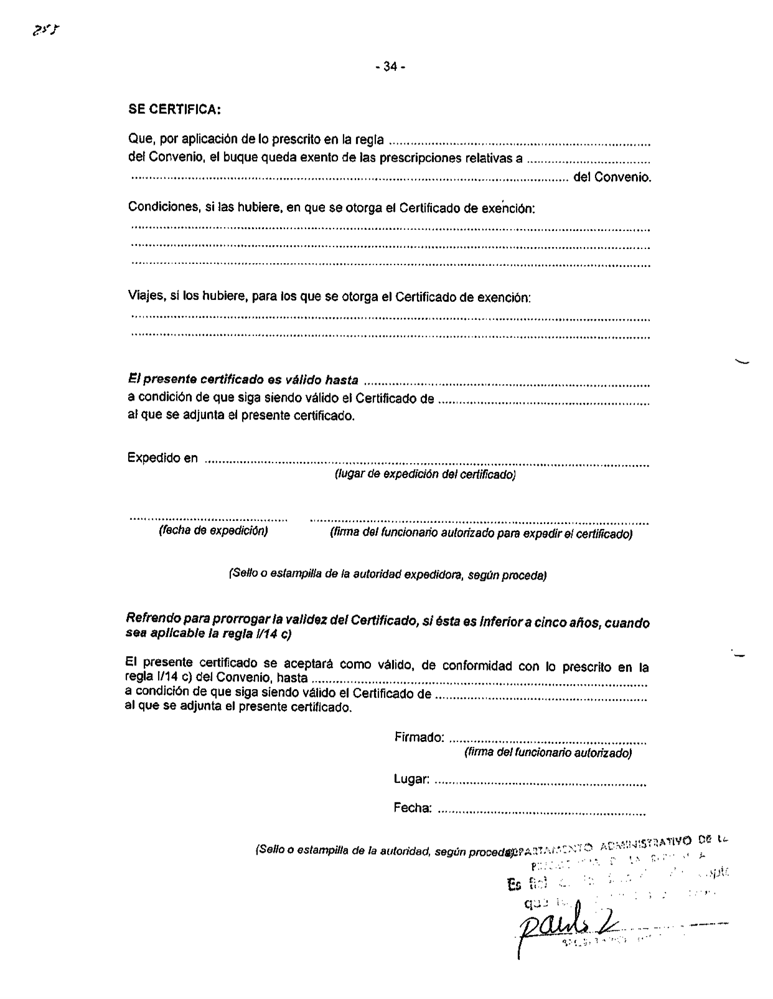 255
- 34 -
SE CERTIFICA:
Que, por aplicación de lo prescrito en la regla ..........
del Convenio, el buque queda exento de las prescripciones relativas a ..........
.......... del Convenio.
Condiciones, si las hubiere, en que se otorga el Certificado de exención:
..........
..........
..........
Viajes, si los hubiere, para los que se otorga el Certificado de exención:
..........
..........
El presente certificado es válido hasta ..........
a condición de que siga siendo válido el Certificado de ..........
al que se adjunta el presente certificado.
Expedido en ..........
(lugar de expedición del certificado)
.......... ..........
(fecha de expedición) (firma del funcionario autorizado para expedir el certificado)
(Sello o estampilla de la autoridad expedidora, según proceda)
Refrendo para prorrogar la validez del Certificado, si ésta es inferior a cinco años, cuando
sea aplicable la regla I/14 c)
El presente certificado se aceptará como válido, de conformidad con lo prescrito en la
regla I/14 c) del Convenio, hasta ..........
a condición de que siga siendo válido el Certificado de ..........
al que se adjunta el presente certificado.
Firmado: ..........
(firma del funcionario autorizado)
Lugar: ..........
Fecha: ..........
(Sello o estampilla de la autoridad, según proceda)
DEPARTAMENTO ADMINISTRATIVO DE LA
Es fiel
que